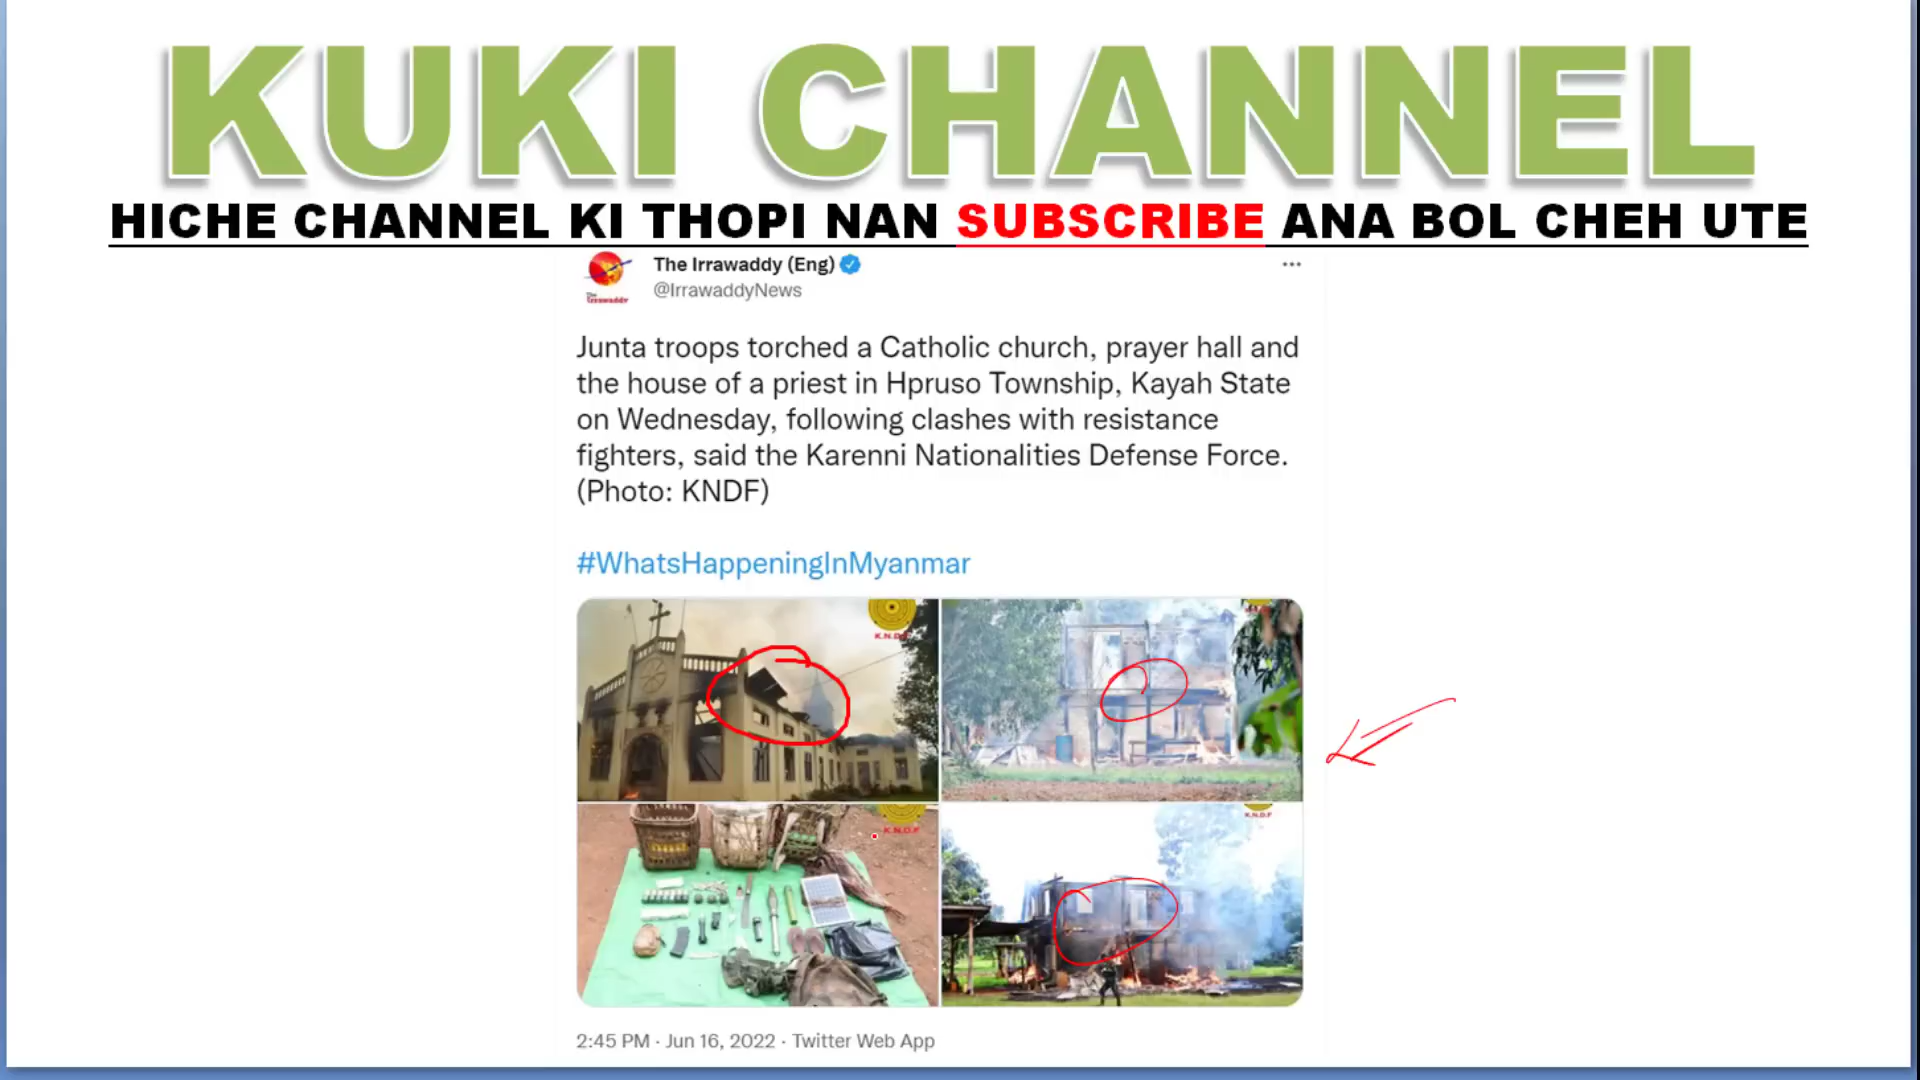 KUKI CHANNEL
HICHE CHANNEL KI THOPI NAN SUBSCRIBE ANA BOL CHEH UTE
The Irrawaddy (Eng)
@IrrawaddyNews
The
Irrawaddy
Junta troops torched a Catholic church, prayer hall and
the house of a priest in Hpruso Township, Kayah State
on Wednesday, following clashes with resistance
fighters, said the Karenni Nationalities Defense Force.
(Photo: KNDF)
#WhatsHappeningInMyanmar
K.N.D.F
K.N.D.F
2:45 PM · Jun 16, 2022 · Twitter Web App